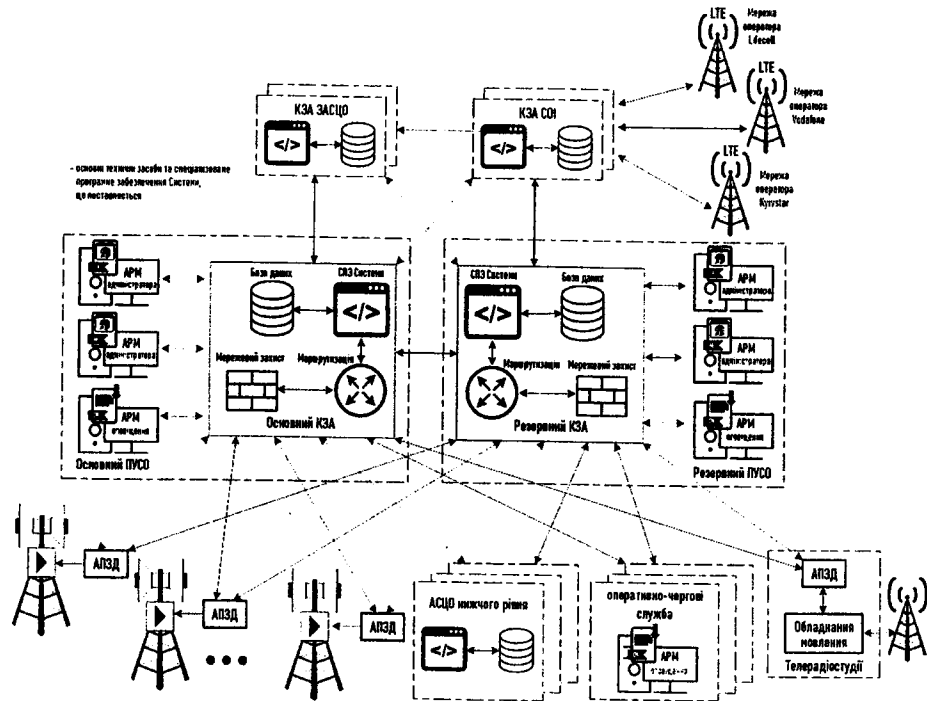 LTE
Мережа
оператора
Lifecell
LTE
Мережа
оператора
Vodafone
LTE
Мережа
оператора
Kyivstar
КЗА ЗАСЦО
КЗА СОІ
- основні технічні засоби та спеціалізоване
програмне забезпечення Системи,
що поставляється
АРМ
адміністратора
АРМ
адміністратора
АРМ
оповіщення
Основний ПУСО
База даних
СПЗ Системи
Мережевий захист
Маршрутизація
Основний КЗА
СПЗ Системи
База даних
Маршрутизація
Мережевий захист
Резервний КЗА
АРМ
адміністратора
АРМ
адміністратора
АРМ
оповіщення
Резервний ПУСО
АПЗД
АПЗД
АПЗД
АСЦО нижчого рівня
оперативно-чергові
служба
АРМ
оповіщення
АПЗД
Обладнання
мовлення
Телерадіостудії